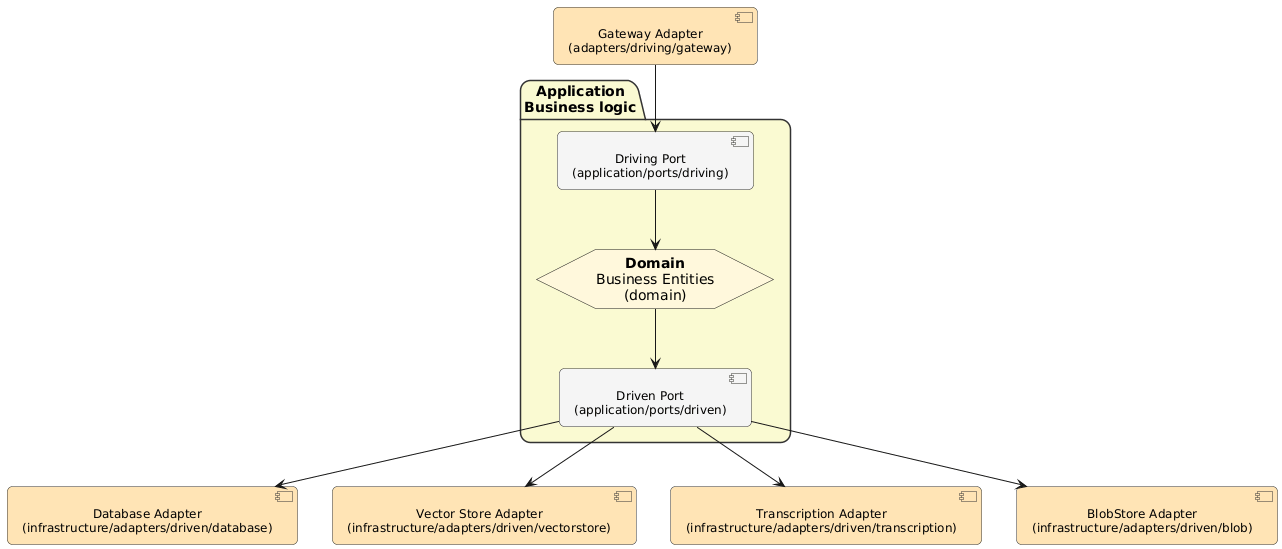 Gateway Adapter
(adapters/driving/gateway)
Application
Business logic
Driving Port
(application/ports/driving)
Domain
Business Entities
(domain)
Driven Port
(application/ports/driven)
Database Adapter
(infrastructure/adapters/driven/database)
Vector Store Adapter
(infrastructure/adapters/driven/vectorstore)
Transcription Adapter
(infrastructure/adapters/driven/transcription)
BlobStore Adapter
(infrastructure/adapters/driven/blob)